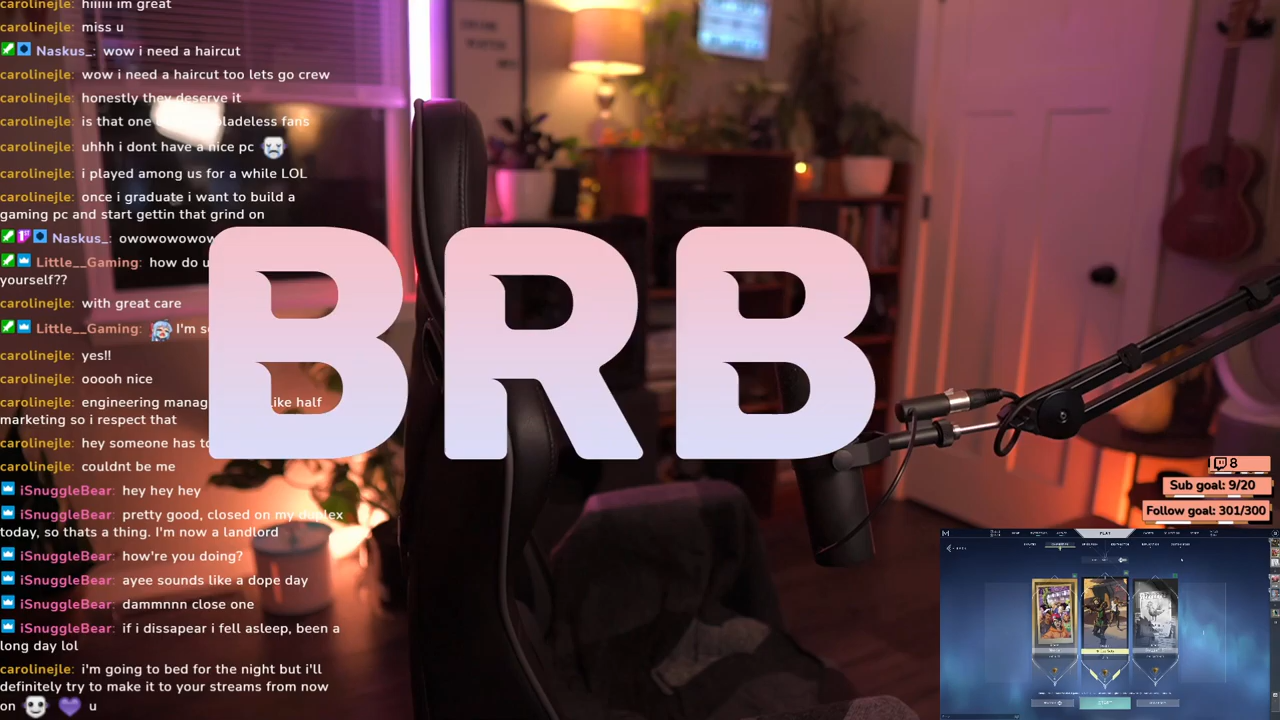 carolinejle: hiiiiii im great
carolinejle: miss u
Naskus_: wow i need a haircut
carolinejle: wow i need a haircut too lets go crew
carolinejle: honestly they deserve it
carolinejle: is that one bladeless fans
carolinejle: uhhh i dont have a nice pc
carolinejle: i played among us for a while LOL
carolinejle: once i graduate i want to build a
gaming pc and start gettin that grind on
Naskus_: owowowowow
Little__Gaming: how do u
yourself??
carolinejle: with great care
Little__Gaming: I'm s
carolinejle: yes!!
carolinejle: ooooh nice
carolinejle: engineering manag like half
marketing so i respect that
carolinejle: hey someone has to
carolinejle: couldnt be me
iSnuggleBear: hey hey hey
iSnuggleBear: pretty good, closed on my duplex
today, so thats a thing. I'm now a landlord
iSnuggleBear: how're you doing?
iSnuggleBear: ayee sounds like a dope day
iSnuggleBear: dammnnn close one
iSnuggleBear: if i dissapear i fell asleep, been a
long day lol
carolinejle: i'm going to bed for the night but i'll
definitely try to make it to your streams from now
on u
BRB
8
Sub goal: 9/20
Follow goal: 301/300
PLAY